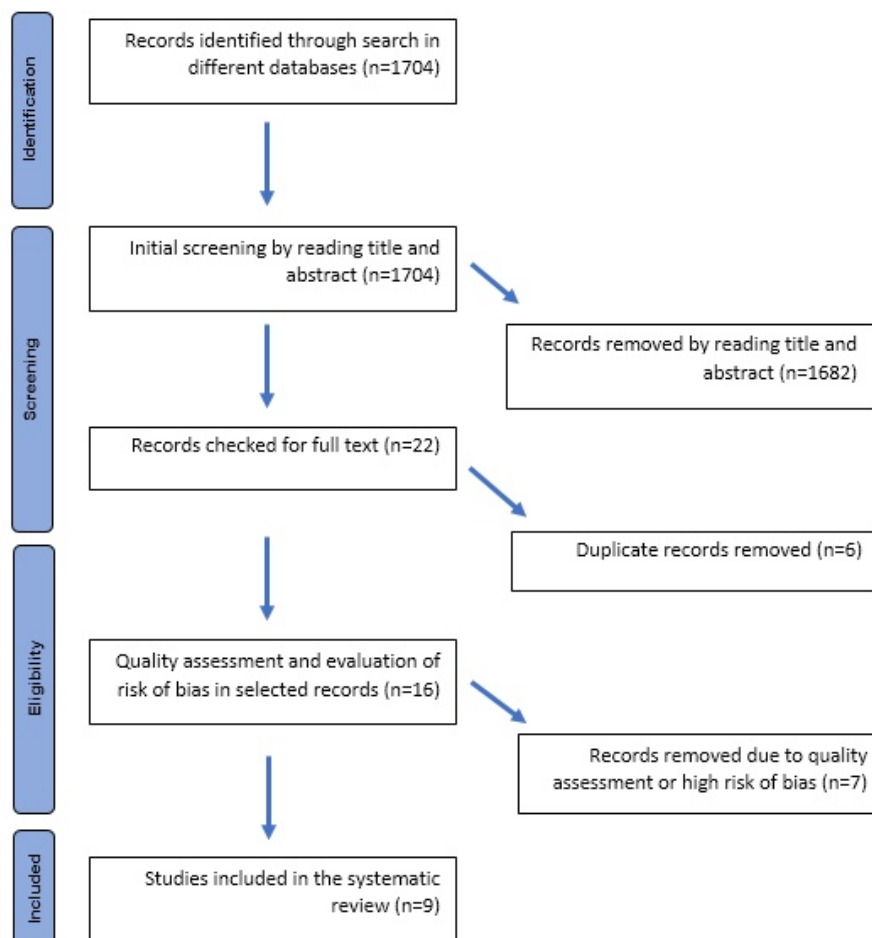 Identification
Records identified through search in
different databases (n=1704)
Screening
Initial screening by reading title and
abstract (n=1704)
Records removed by reading title and
abstract (n=1682)
Records checked for full text (n=22)
Duplicate records removed (n=6)
Eligibility
Quality assessment and evaluation of
risk of bias in selected records (n=16)
Records removed due to quality
assessment or high risk of bias (n=7)
Included
Studies included in the systematic
review (n=9)